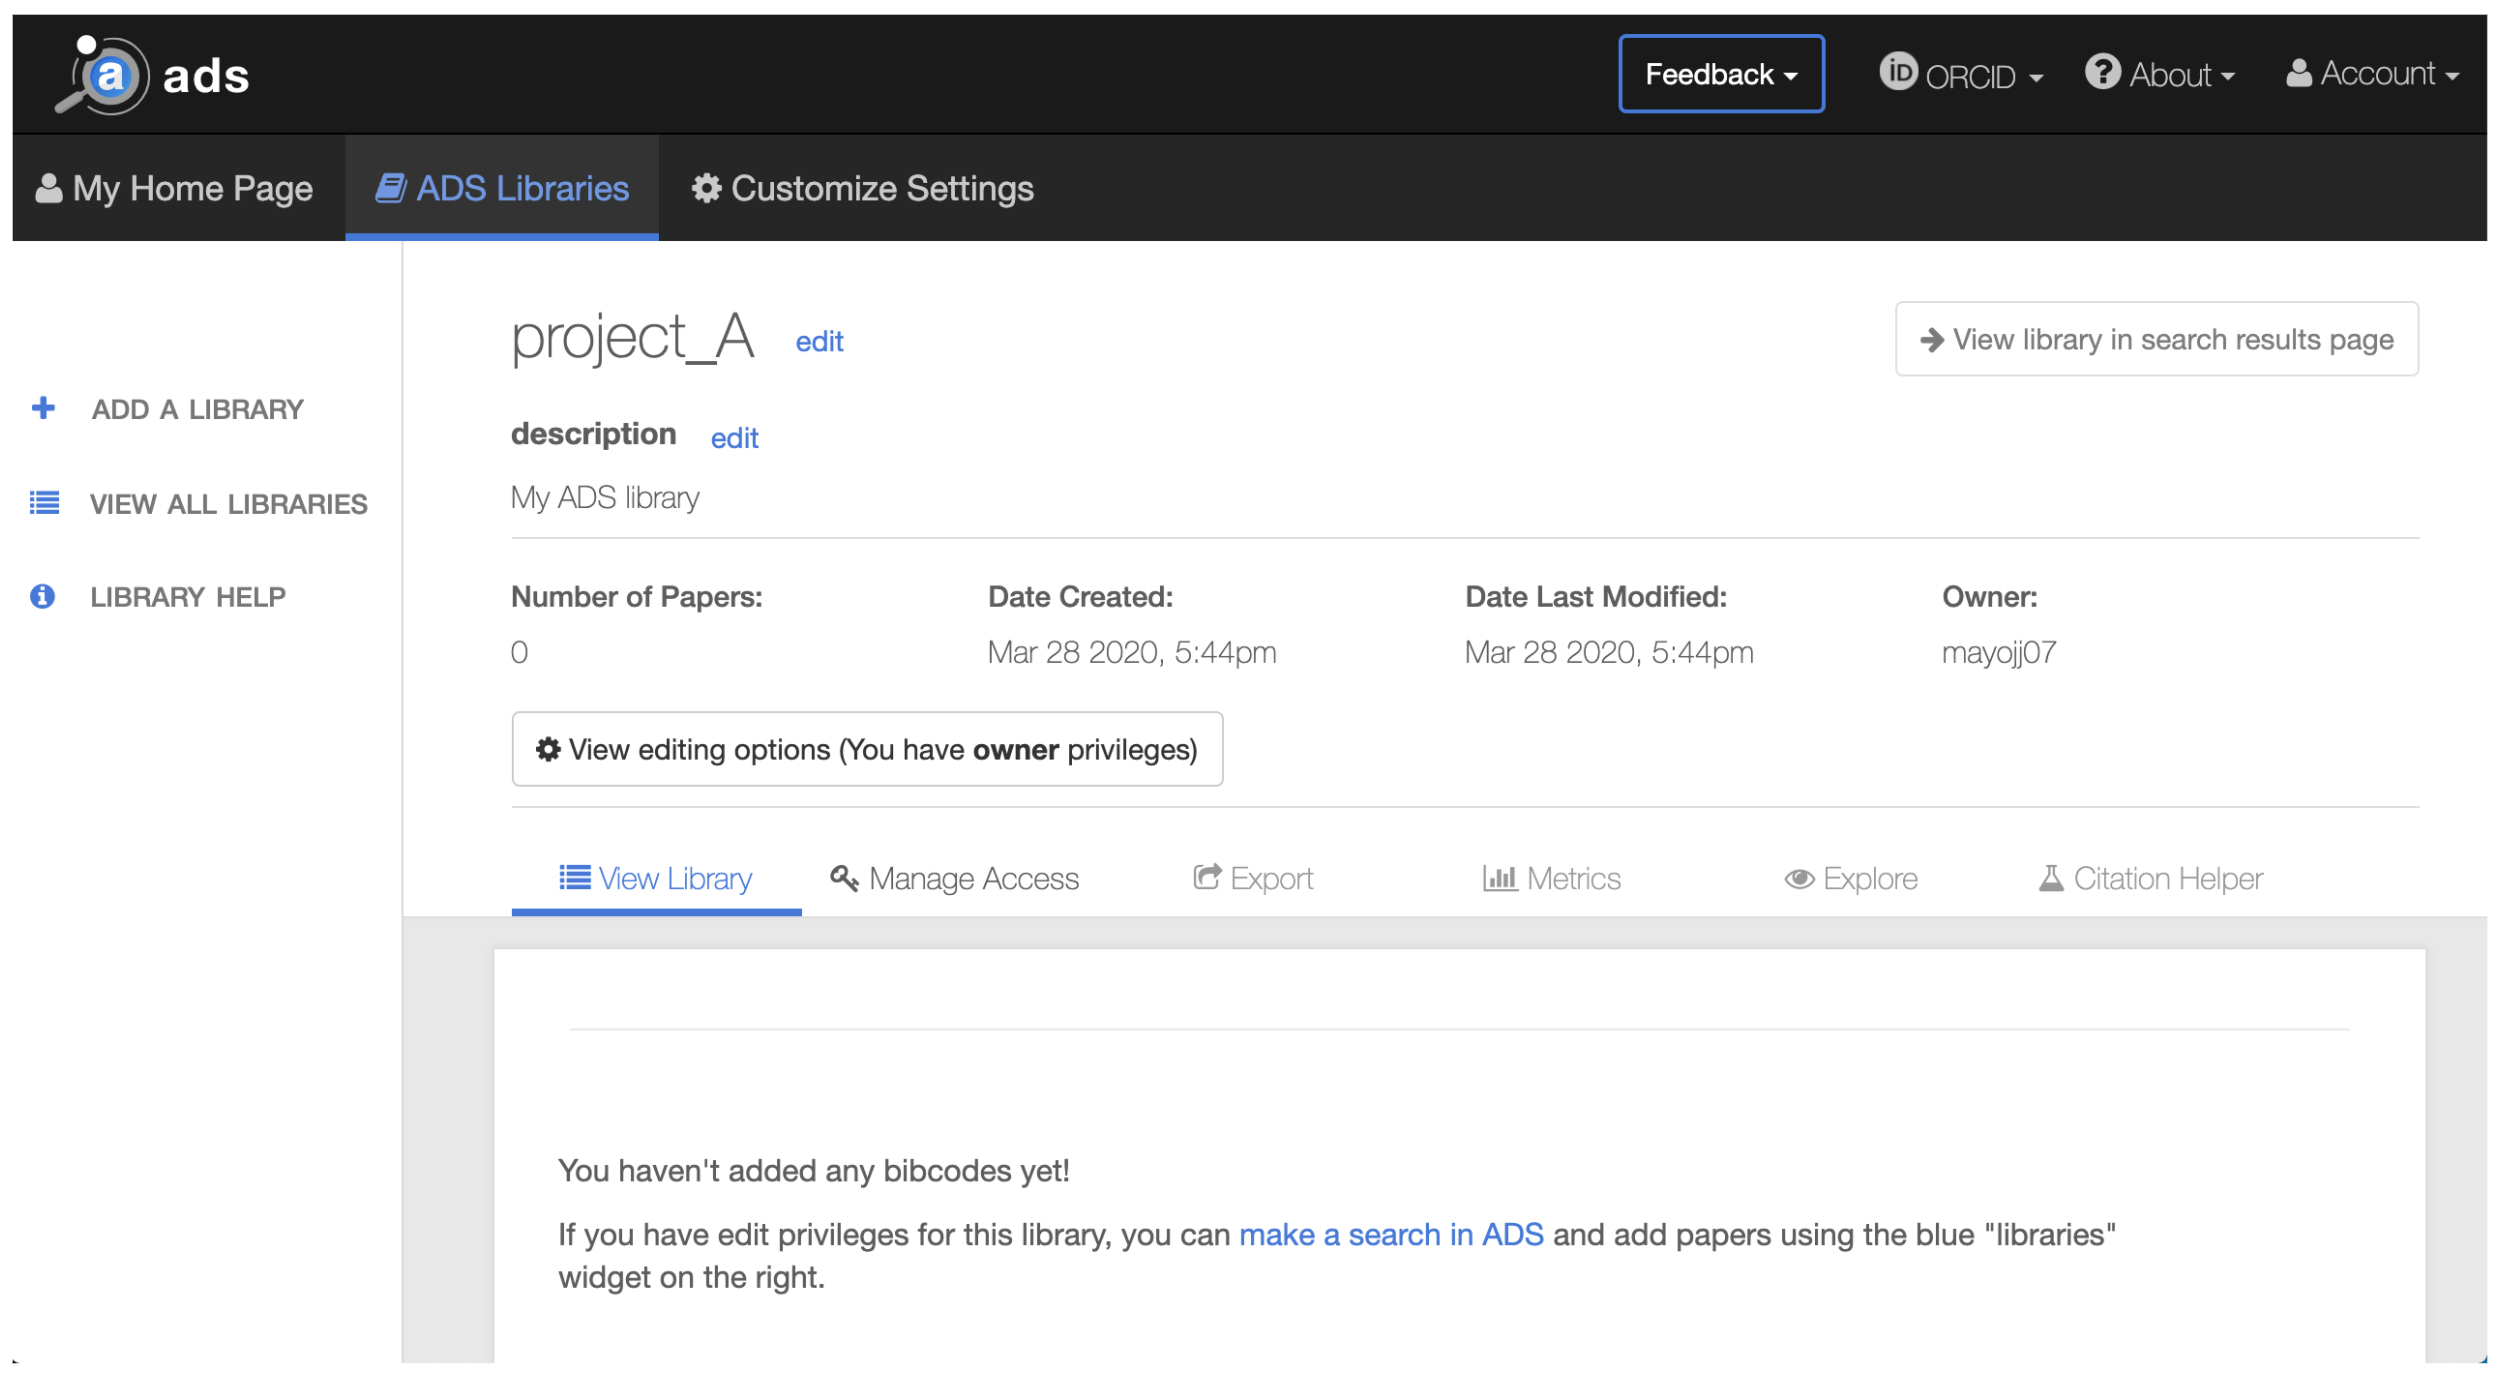 a ads
Feedback
iD ORCID
? About
Account
My Home Page
ADS Libraries
Customize Settings
project_A edit
View library in search results page
ADD A LIBRARY
description edit
VIEW ALL LIBRARIES
My ADS library
LIBRARY HELP
Number of Papers: Date Created: Date Last Modified: Owner:
0 Mar 28 2020, 5:44pm Mar 28 2020, 5:44pm mayojj07
View editing options (You have owner privileges)
View Library Manage Access Export Metrics Explore Citation Helper
You haven't added any bibcodes yet!
If you have edit privileges for this library, you can make a search in ADS and add papers using the blue "libraries"
widget on the right.